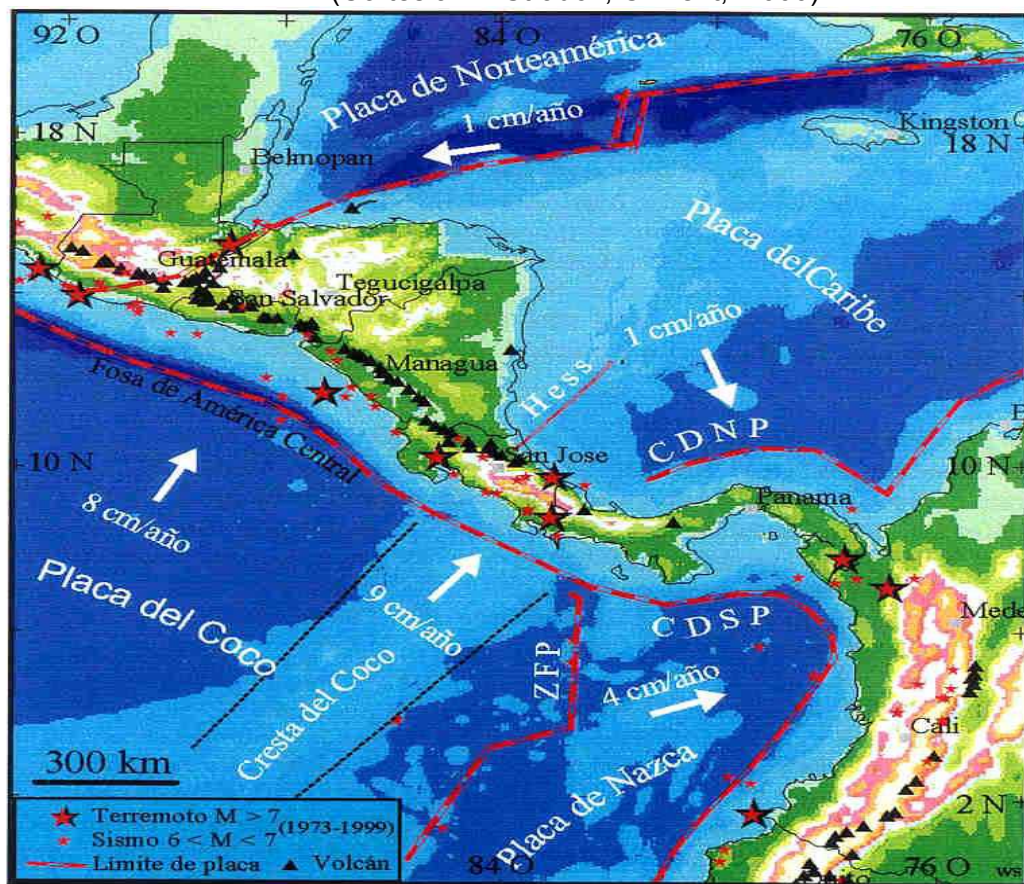 92 O
84 O
76 O
Placa de Norteamérica
1 cm/año
18 N
Kingston
18 N
Belmopan
Placa del Caribe
Guatemala
Tegucigalpa
San Salvador
1 cm/año
Managua
Hess
Fosa de América Central
CDNP
San Jose
10 N
10 N
Panama
8 cm/año
Placa del Coco
9 cm/año
CDSP
ZFP
4 cm/año
Cresta del Coco
Cali
300 km
Placa de Nazca
2 N
Terremoto M > 7
(1973-1999)
Sismo 6 < M < 7
Límite de placa
Volcán
84 O
76 O
ws